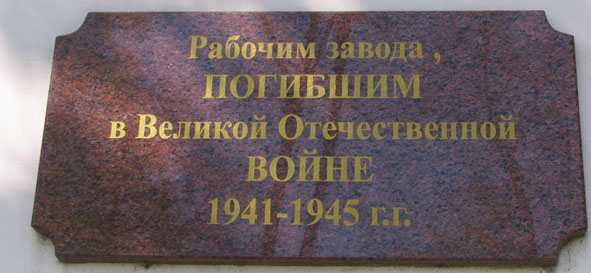 Рабочим завода ,
ПОГИБШИМ
в Великой Отечественной
ВОЙНЕ
1941-1945 г.г.